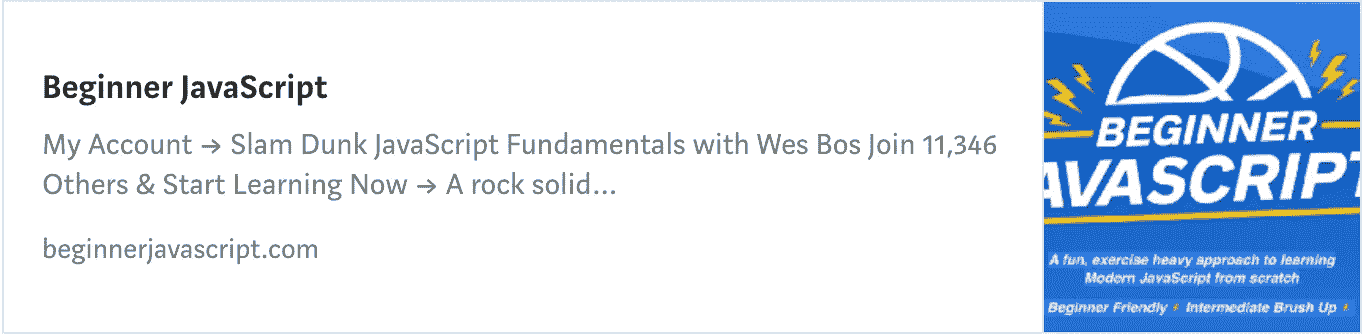 Beginner JavaScript
My Account → Slam Dunk JavaScript Fundamentals with Wes Bos Join 11,346
Others & Start Learning Now → A rock solid...
beginnerjavascript.com
BEGINNER
AVASCRIPT
A fun, exercise heavy approach to learning
Modern JavaScript from scratch
Beginner Friendly ⚡ Intermediate Brush Up ⚡